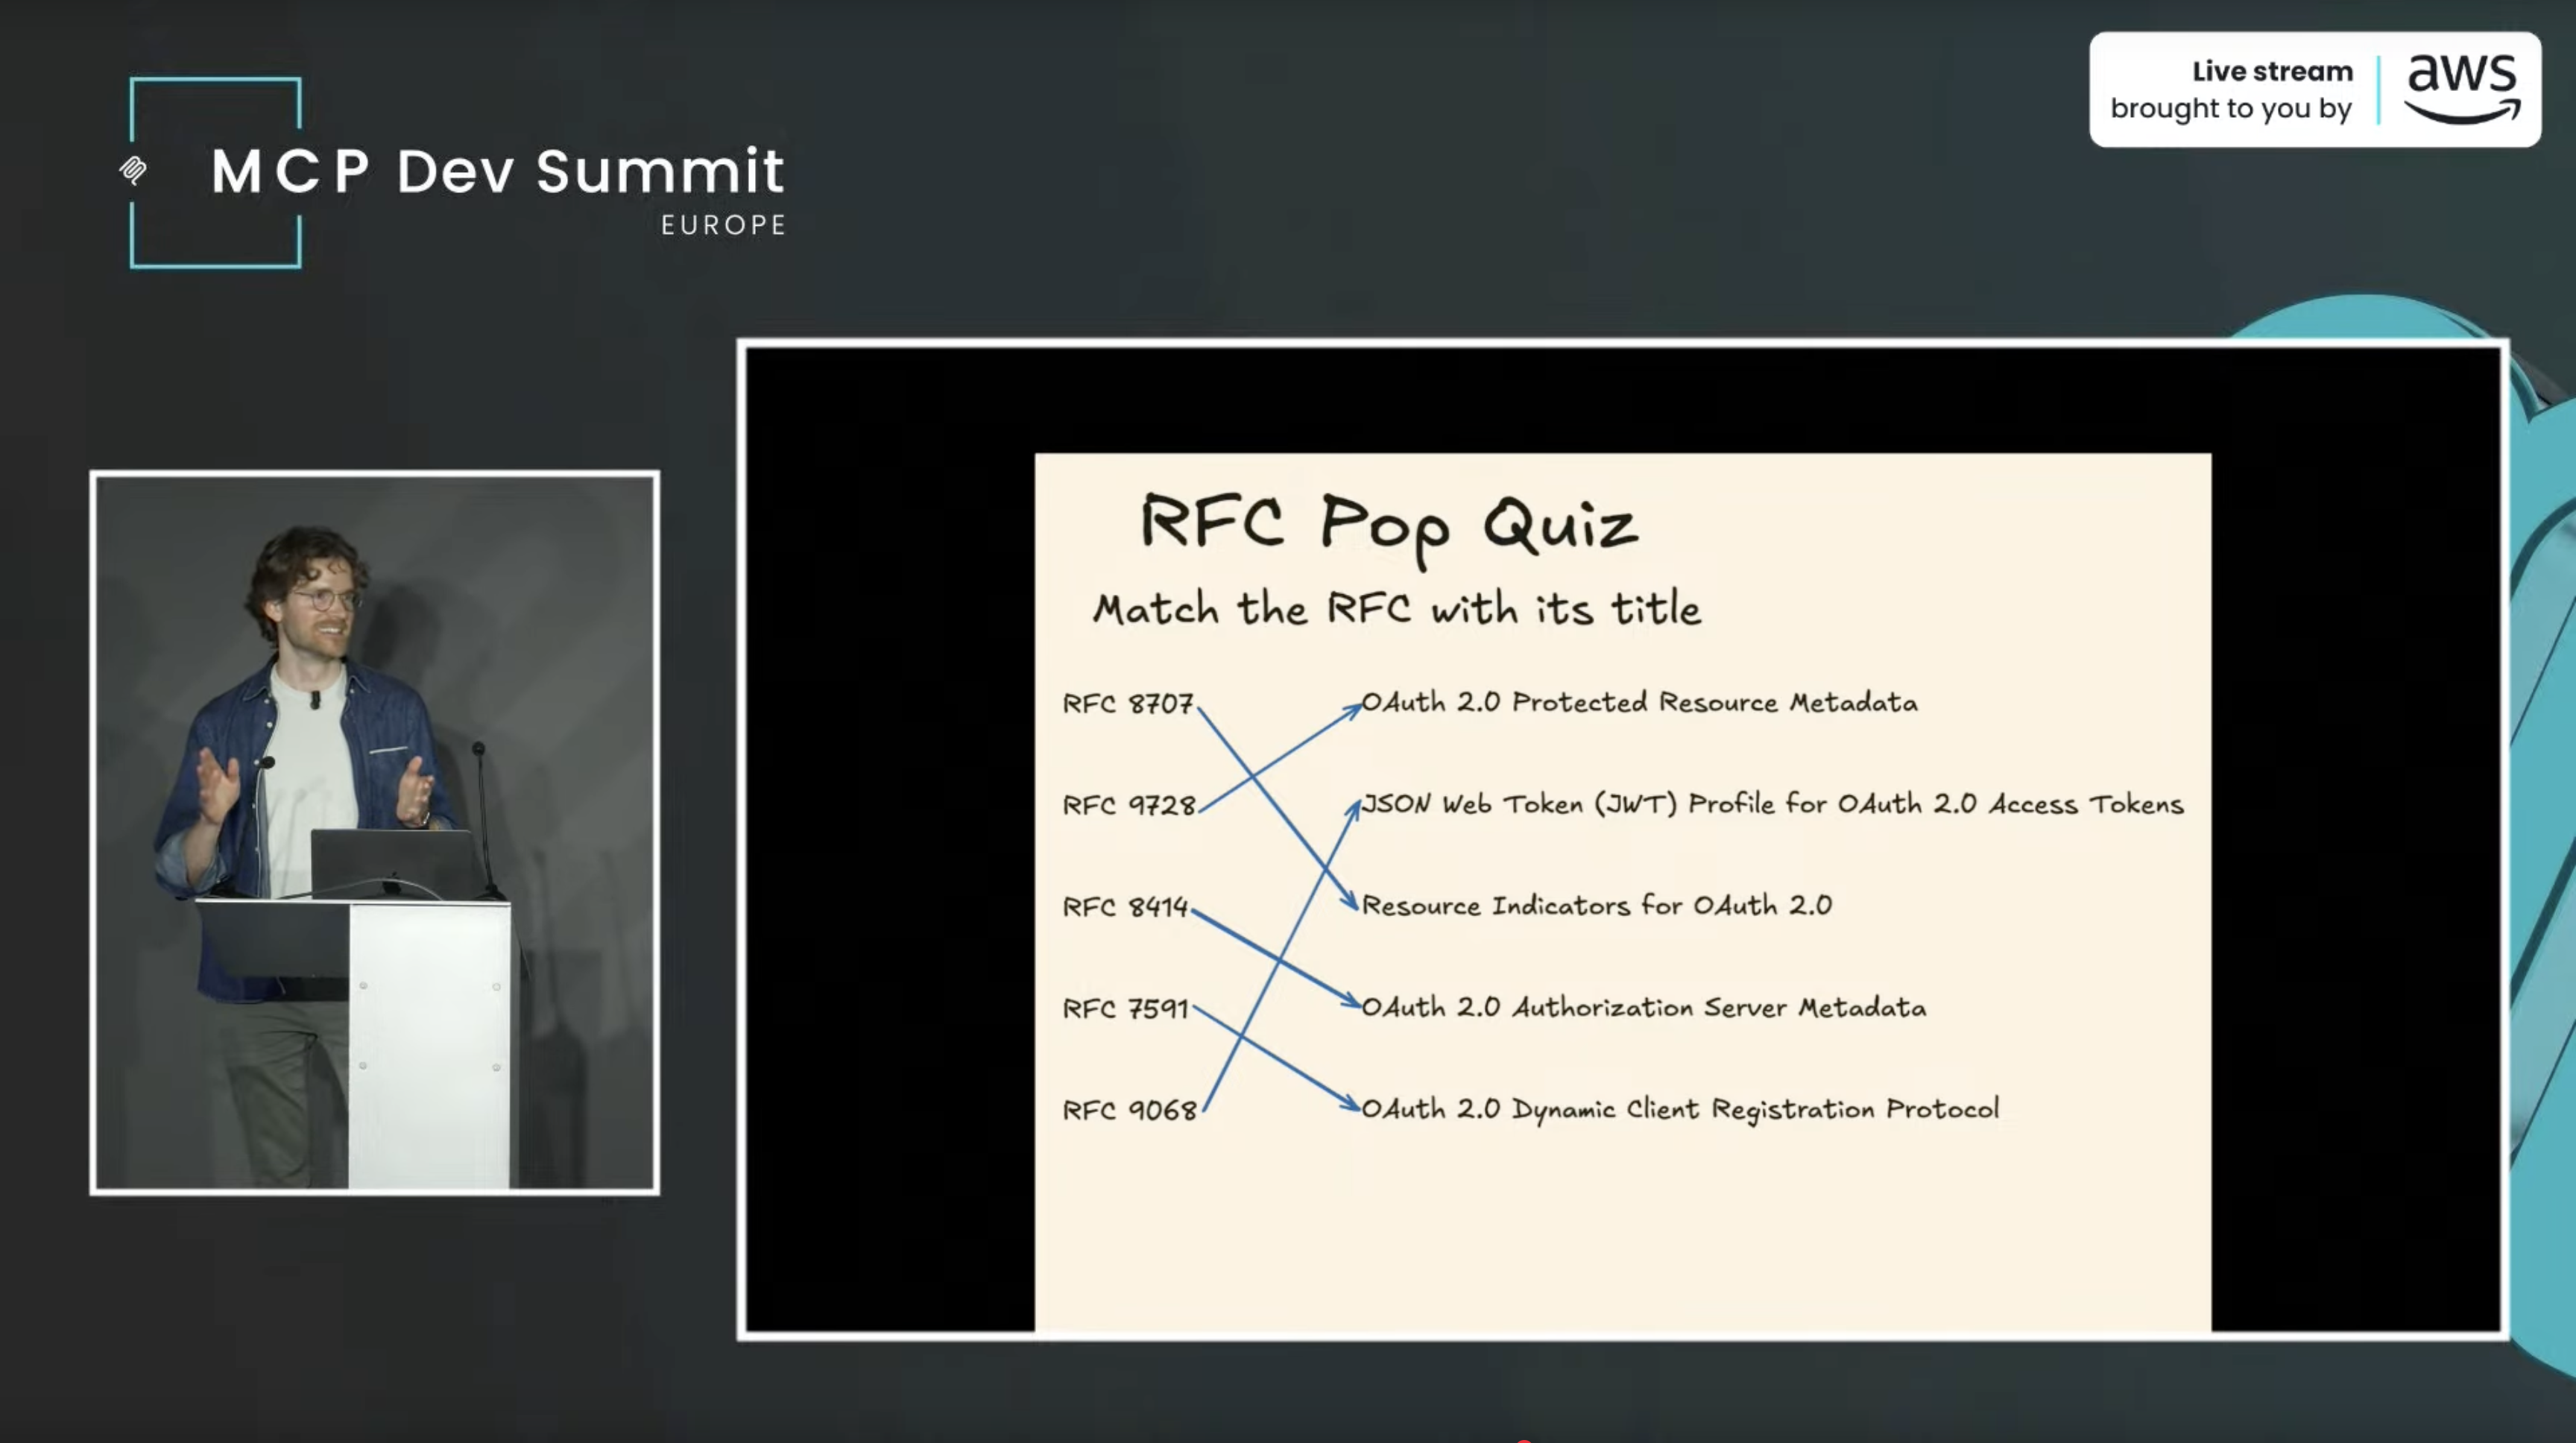 MCP Dev Summit
EUROPE
Live stream
brought to you by
aws
RFC Pop Quiz
Match the RFC with its title
RFC 8707
OAuth 2.0 Protected Resource Metadata
RFC 9728
JSON Web Token (JWT) Profile for OAuth 2.0 Access Tokens
RFC 8414
Resource Indicators for OAuth 2.0
RFC 7591
OAuth 2.0 Authorization Server Metadata
RFC 9068
OAuth 2.0 Dynamic Client Registration Protocol